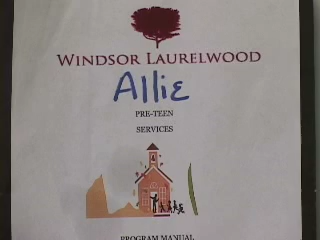 WINDSOR LAURELWOOD
Allie
PRE-TEEN
SERVICES
PROGRAM MANUAL